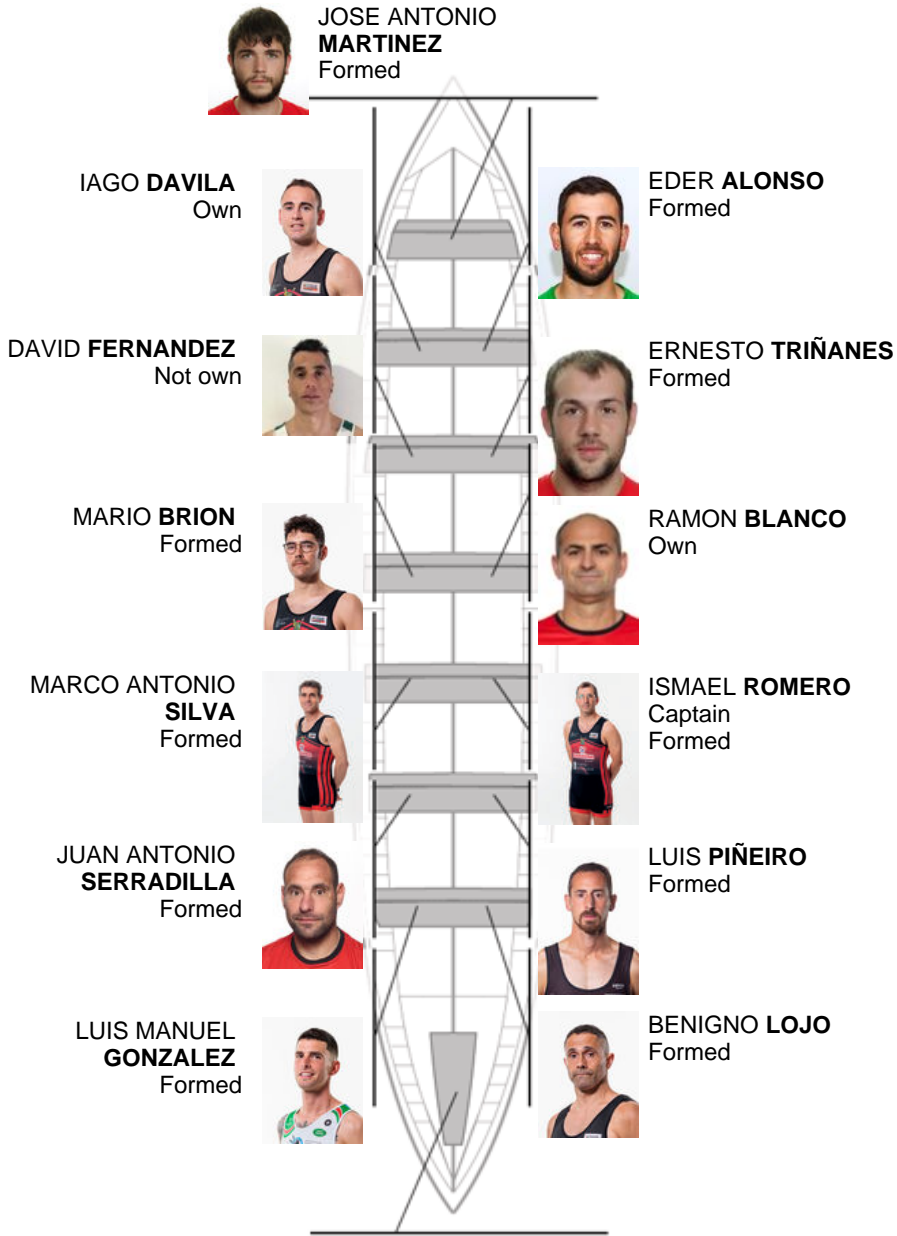 JOSE ANTONIO
MARTINEZ
Formed
IAGO DAVILA
Own
EDER ALONSO
Formed
DAVID FERNANDEZ
Not own
ERNESTO TRIÑANES
Formed
MARIO BRION
Formed
RAMON BLANCO
Own
MARCO ANTONIO
SILVA
Formed
ISMAEL ROMERO
Captain
Formed
JUAN ANTONIO
SERRADILLA
Formed
LUIS PIÑEIRO
Formed
LUIS MANUEL
GONZALEZ
Formed
BENIGNO LOJO
Formed